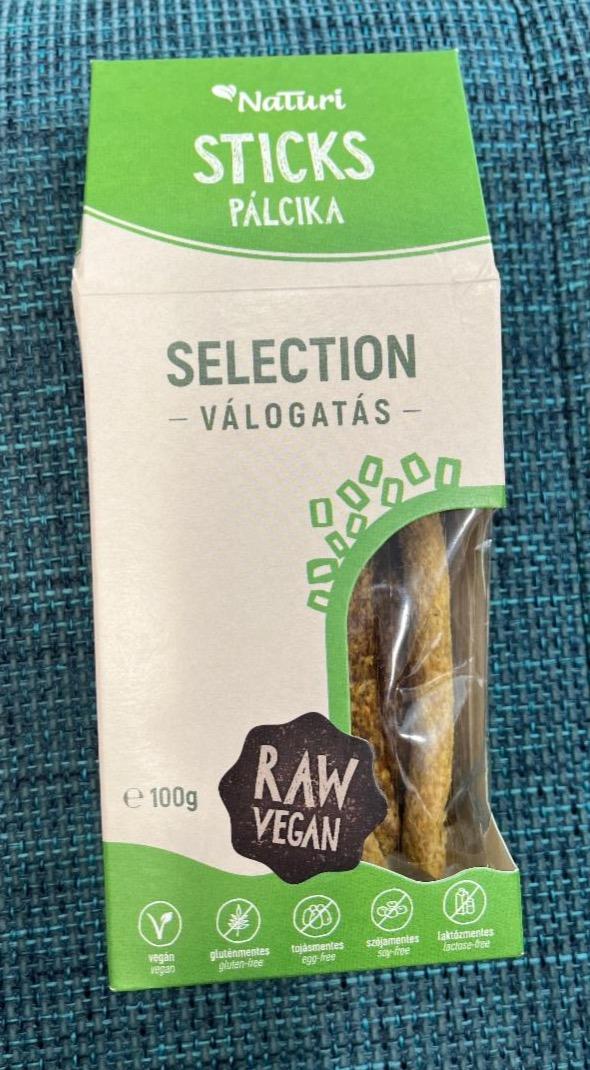 Naturi
STICKS
PÁLCIKA
SELECTION
– VÁLOGATÁS –
RAW
VEGAN
℮ 100g
vegán
vegan
gluténmentes
gluten-free
tojásmentes
egg-free
szójamentes
soy-free
laktózmentes
lactose-free